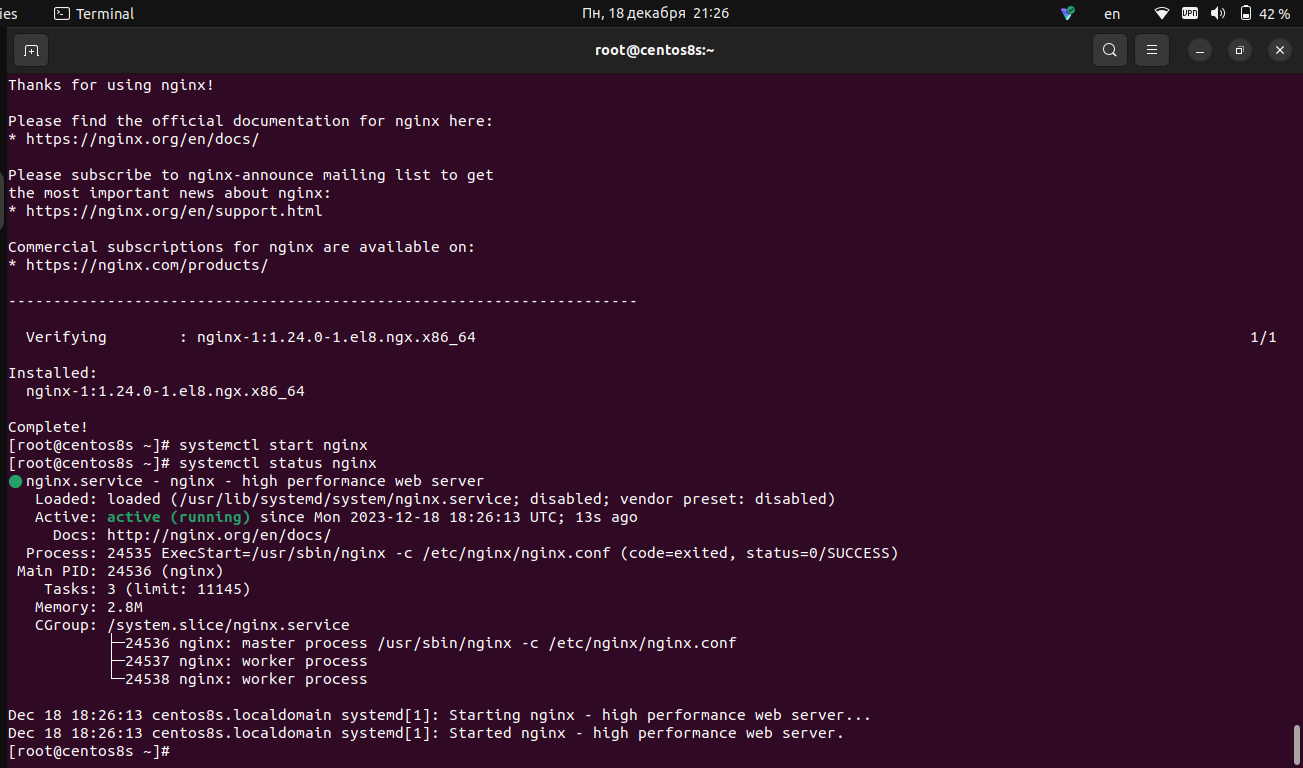 ies Terminal Пн, 18 декабря 21:26 en VPN 42 %
root@centos8s:~
Thanks for using nginx!
Please find the official documentation for nginx here:
* https://nginx.org/en/docs/
Please subscribe to nginx-announce mailing list to get
the most important news about nginx:
* https://nginx.org/en/support.html
Commercial subscriptions for nginx are available on:
* https://nginx.com/products/
----------------------------------------------------------------------
  Verifying        : nginx-1:1.24.0-1.el8.ngx.x86_64 1/1
Installed:
  nginx-1:1.24.0-1.el8.ngx.x86_64
Complete!
[root@centos8s ~]# systemctl start nginx
[root@centos8s ~]# systemctl status nginx
● nginx.service - nginx - high performance web server
   Loaded: loaded (/usr/lib/systemd/system/nginx.service; disabled; vendor preset: disabled)
   Active: active (running) since Mon 2023-12-18 18:26:13 UTC; 13s ago
     Docs: http://nginx.org/en/docs/
  Process: 24535 ExecStart=/usr/sbin/nginx -c /etc/nginx/nginx.conf (code=exited, status=0/SUCCESS)
 Main PID: 24536 (nginx)
    Tasks: 3 (limit: 11145)
   Memory: 2.8M
   CGroup: /system.slice/nginx.service
           ├─24536 nginx: master process /usr/sbin/nginx -c /etc/nginx/nginx.conf
           ├─24537 nginx: worker process
           └─24538 nginx: worker process
Dec 18 18:26:13 centos8s.localdomain systemd[1]: Starting nginx - high performance web server...
Dec 18 18:26:13 centos8s.localdomain systemd[1]: Started nginx - high performance web server.
[root@centos8s ~]#